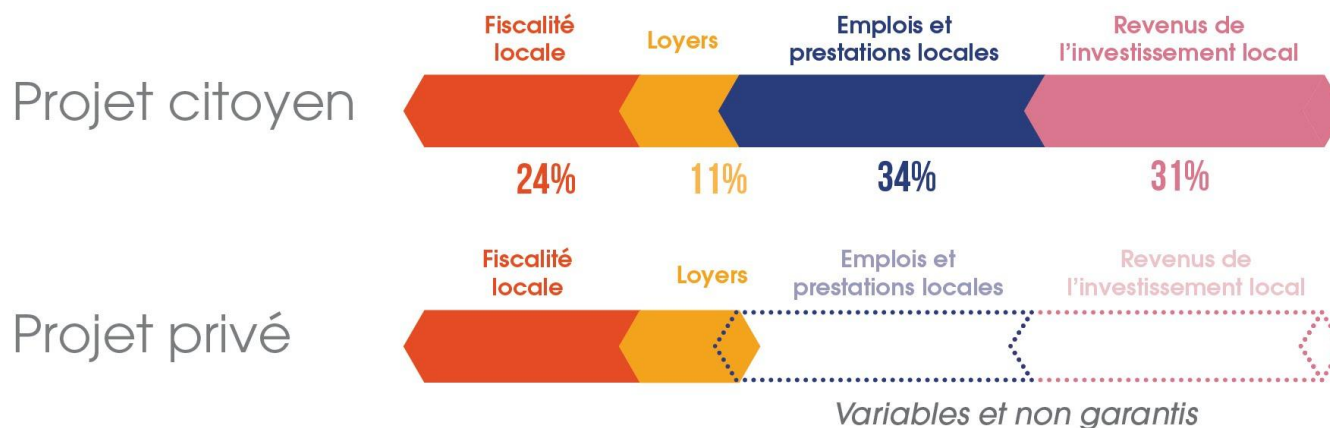 Fiscalité
locale
Loyers
Emplois et
prestations locales
Revenus de
l'investissement local
Projet citoyen
24%
11%
34%
31%
Fiscalité
locale
Loyers
Emplois et
prestations locales
Revenus de
l'investissement local
Projet privé
Variables et non garantis